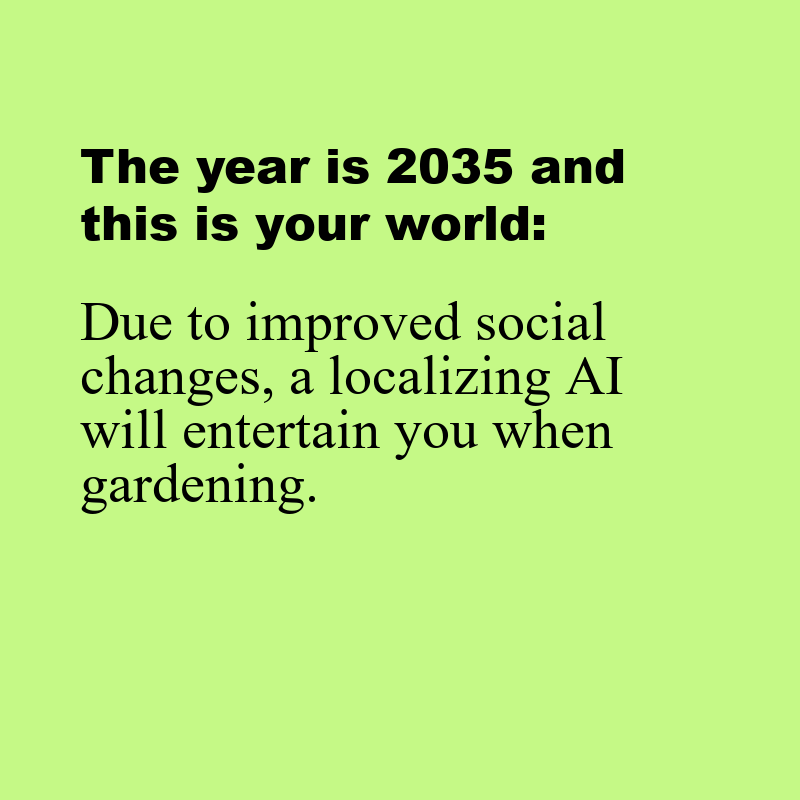 The year is 2035 and
this is your world:
Due to improved social
changes, a localizing AI
will entertain you when
gardening.